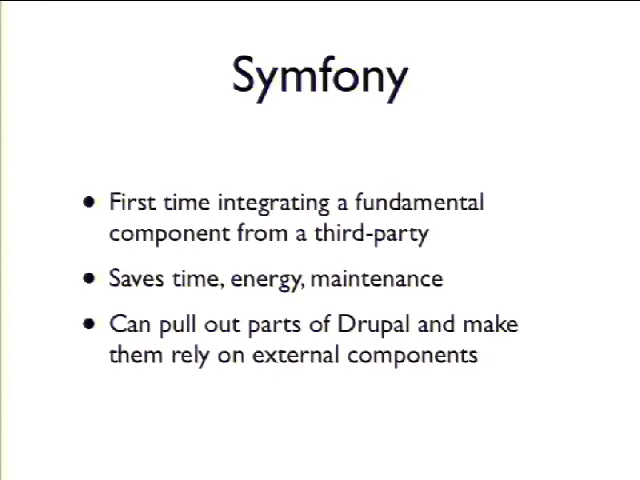 Symfony
• First time integrating a fundamental
component from a third-party
• Saves time, energy, maintenance
• Can pull out parts of Drupal and make
them rely on external components